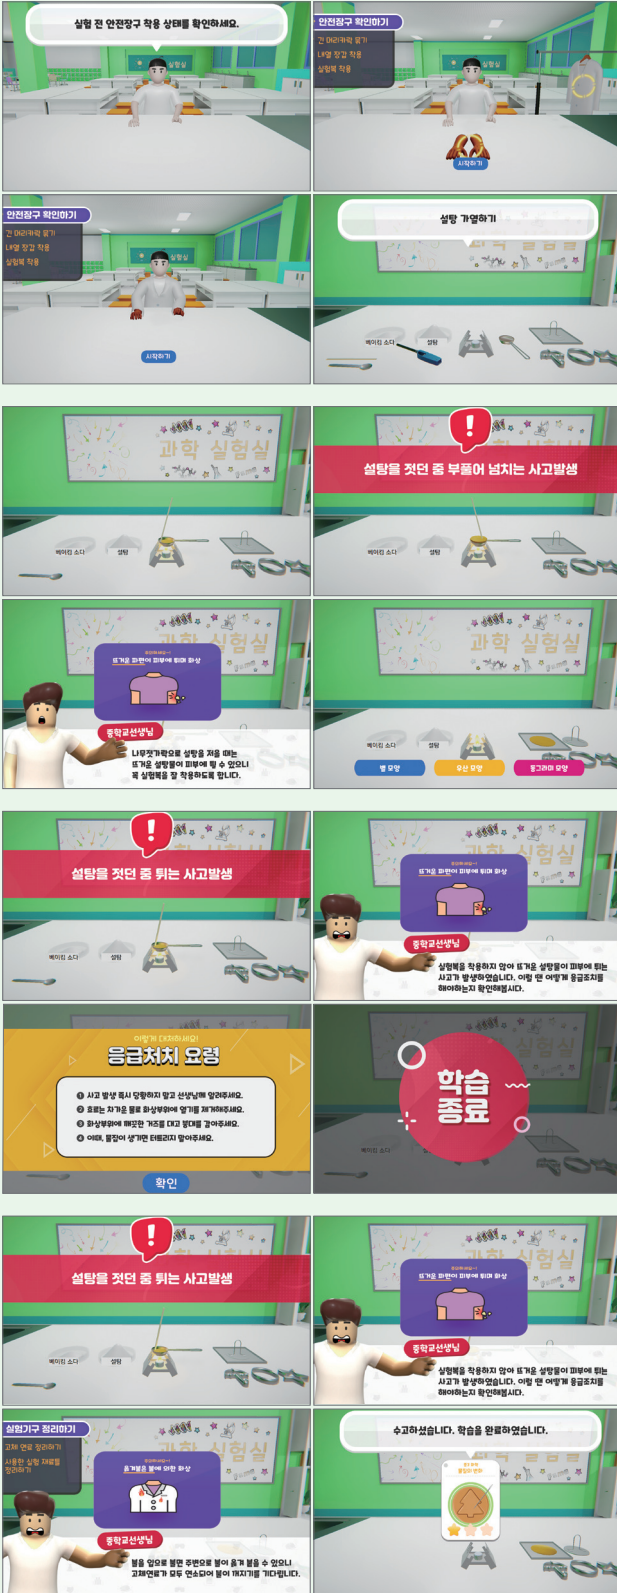 실험 전 안전장구 착용 상태를 확인하세요.
실험실
안전장구 확인하기
긴 머리카락 묶기
내열 장갑 착용
실험복 착용
실험실
시작하기
안전장구 확인하기
긴 머리카락 묶기
내열 장갑 착용
실험복 착용
실험실
시작하기
설탕 가열하기
베이킹 소다
설탕
과학 실험실
베이킹 소다
설탕
설탕을 젓던 중 부풀어 넘치는 사고발생
베이킹 소다
설탕
뜨거운 파편이 피부에 튀며 화상
중학교선생님
나무젓가락으로 설탕을 저을 때는
뜨거운 설탕물이 피부에 튈 수 있으니
꼭 실험복을 잘 착용하도록 합니다.
과학 실험실
베이킹 소다
설탕
별 모양
우산 모양
동그라미 모양
설탕을 젓던 중 튀는 사고발생
베이킹 소다
설탕
뜨거운 파편이 피부에 튀며 화상
중학교선생님
실험복을 착용하지 않아 뜨거운 설탕물이 피부에 튀는
사고가 발생하였습니다. 이럴 땐 어떻게 응급조치를
해야하는지 확인해봅시다.
이렇게 대처하세요!
응급처치 요령
1 사고 발생 즉시 당황하지 말고 선생님께 알려주세요.
2 흐르는 차가운 물로 화상부위에 열기를 제거해주세요.
3 화상부위에 깨끗한 거즈를 대고 붕대를 감아주세요.
4 이때, 물집이 생기면 터트리지 말아주세요.
확인
학습
종료
설탕을 젓던 중 튀는 사고발생
베이킹 소다
설탕
뜨거운 파편이 피부에 튀며 화상
중학교선생님
실험복을 착용하지 않아 뜨거운 설탕물이 피부에 튀는
사고가 발생하였습니다. 이럴 땐 어떻게 응급조치를
해야하는지 확인해봅시다.
실험기구 정리하기
고체 연료 정리하기
사용한 실험 재료들
정리하기
옮겨붙은 불에 의한 화상
중학교선생님
불을 입으로 불면 주변으로 불이 옮겨 붙을 수 있으니
고체연료가 모두 연소되어 불이 꺼지기를 기다립니다.
수고하셨습니다. 학습을 완료하였습니다.